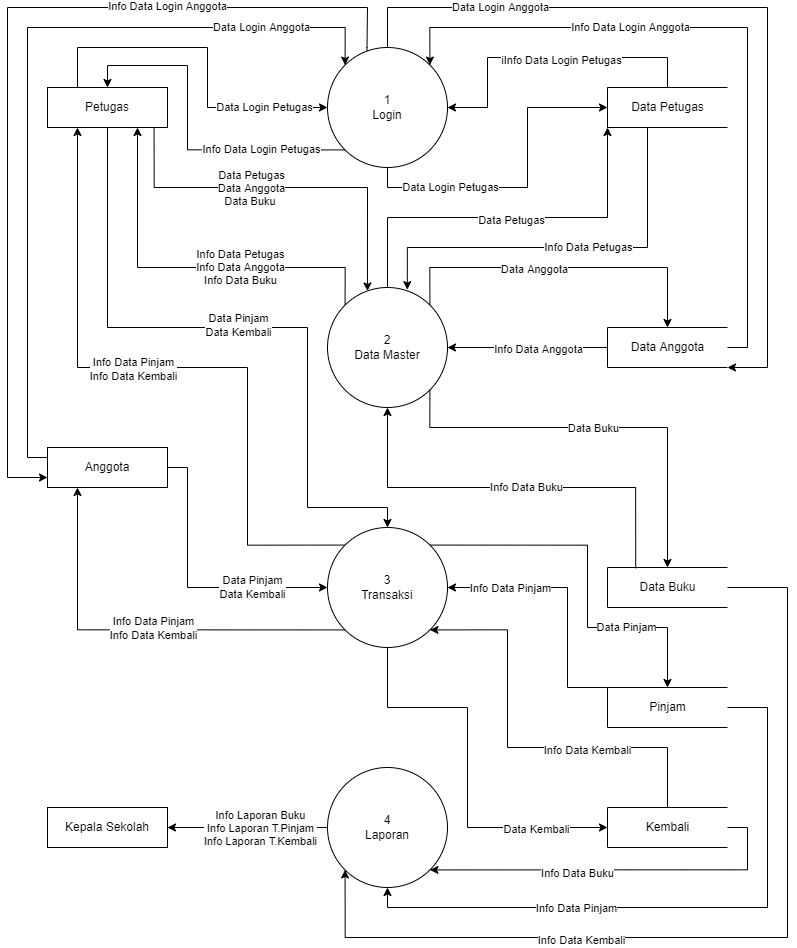 Info Data Login Anggota
Data Login Anggota
Data Login Anggota
Info Data Login Anggota
iInfo Data Login Petugas
Petugas
Data Login Petugas
1
Login
Data Petugas
Info Data Login Petugas
Data Petugas
Data Anggota
Data Buku
Data Login Petugas
Data Petugas
Info Data Petugas
Info Data Petugas
Info Data Anggota
Info Data Buku
Data Anggota
Data Pinjam
Data Kembali
2
Data Master
Info Data Anggota
Data Anggota
Info Data Pinjam
Info Data Kembali
Data Buku
Anggota
Info Data Buku
Data Pinjam
Data Kembali
3
Transaksi
Info Data Pinjam
Data Buku
Info Data Pinjam
Info Data Kembali
Data Pinjam
Pinjam
Info Data Kembali
Kepala Sekolah
Info Laporan Buku
Info Laporan T.Pinjam
Info Laporan T.Kembali
4
Laporan
Data Kembali
Kembali
Info Data Buku
Info Data Pinjam
Info Data Kembali